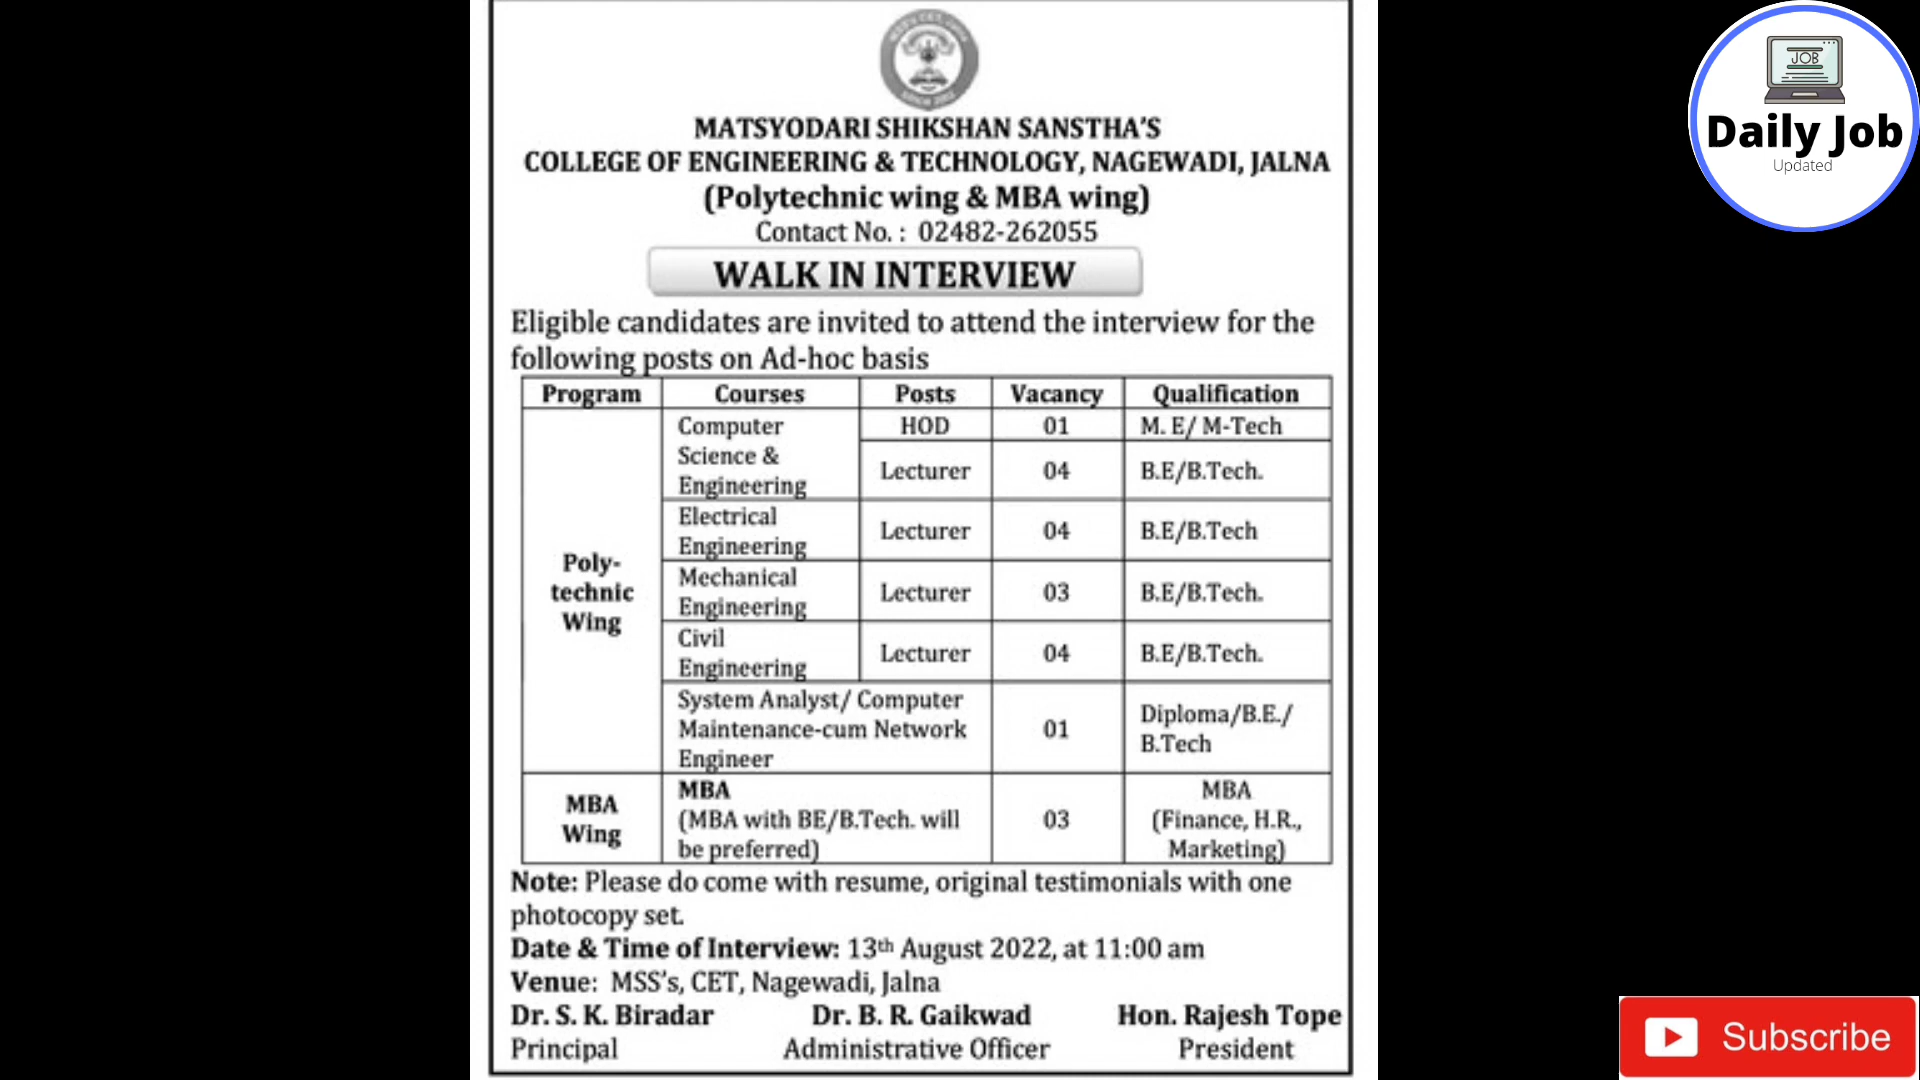 MATSYODARI SHIKSHAN SANSTHA'S
COLLEGE OF ENGINEERING & TECHNOLOGY, NAGEWADI, JALNA
(Polytechnic wing & MBA wing)
Contact No. : 02482-262055
WALK IN INTERVIEW
Eligible candidates are invited to attend the interview for the
following posts on Ad-hoc basis
Program Courses Posts Vacancy Qualification
Poly-
technic
Wing
Computer
Science &
Engineering
HOD 01 M. E/ M-Tech
Lecturer 04 B.E/B.Tech.
Electrical
Engineering
Lecturer 04 B.E/B.Tech
Mechanical
Engineering
Lecturer 03 B.E/B.Tech.
Civil
Engineering
Lecturer 04 B.E/B.Tech.
System Analyst/ Computer
Maintenance-cum Network
Engineer
01
Diploma/B.E./
B.Tech
MBA
Wing
MBA
(MBA with BE/B.Tech. will
be preferred)
03
MBA
(Finance, H.R.,
Marketing)
Note: Please do come with resume, original testimonials with one
photocopy set.
Date & Time of Interview: 13th August 2022, at 11:00 am
Venue: MSS's, CET, Nagewadi, Jalna
Dr. S. K. Biradar Dr. B. R. Gaikwad Hon. Rajesh Tope
Principal Administrative Officer President
JOB
Daily Job
Updated
Subscribe